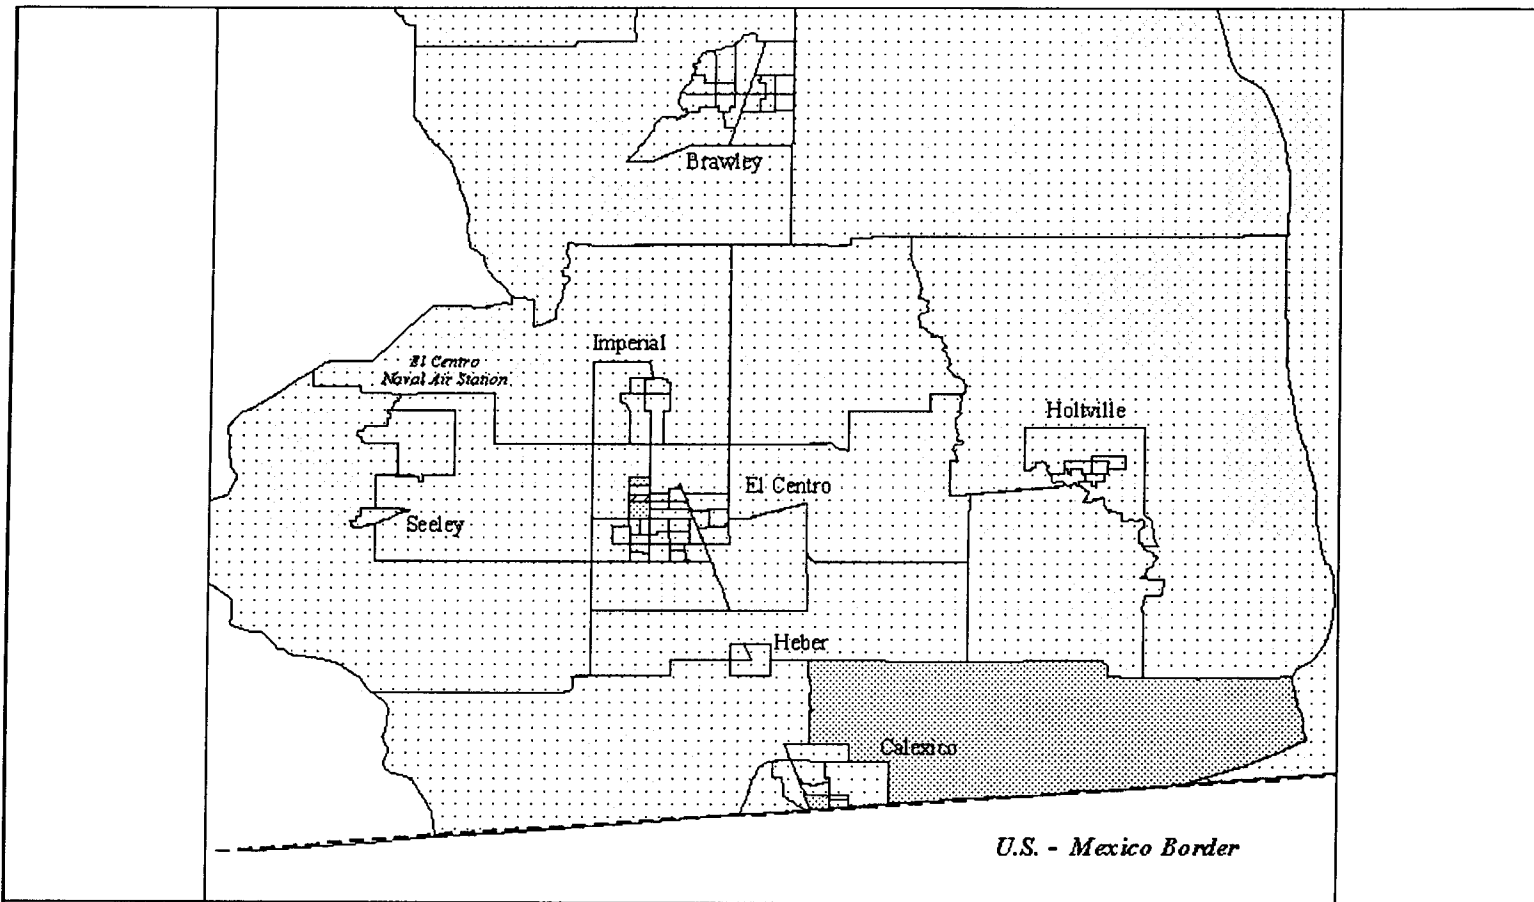 Brawley
Imperial
El Centro
Naval Air Station
Holtville
El Centro
Seeley
Heber
Calexico
U.S. - Mexico Border